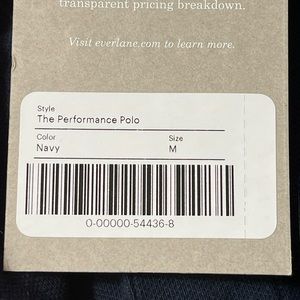 transparent pricing breakdown.
Visit everlane.com to learn more.
Style
The Performance Polo
Color Size
Navy M
0-00000-54436-8